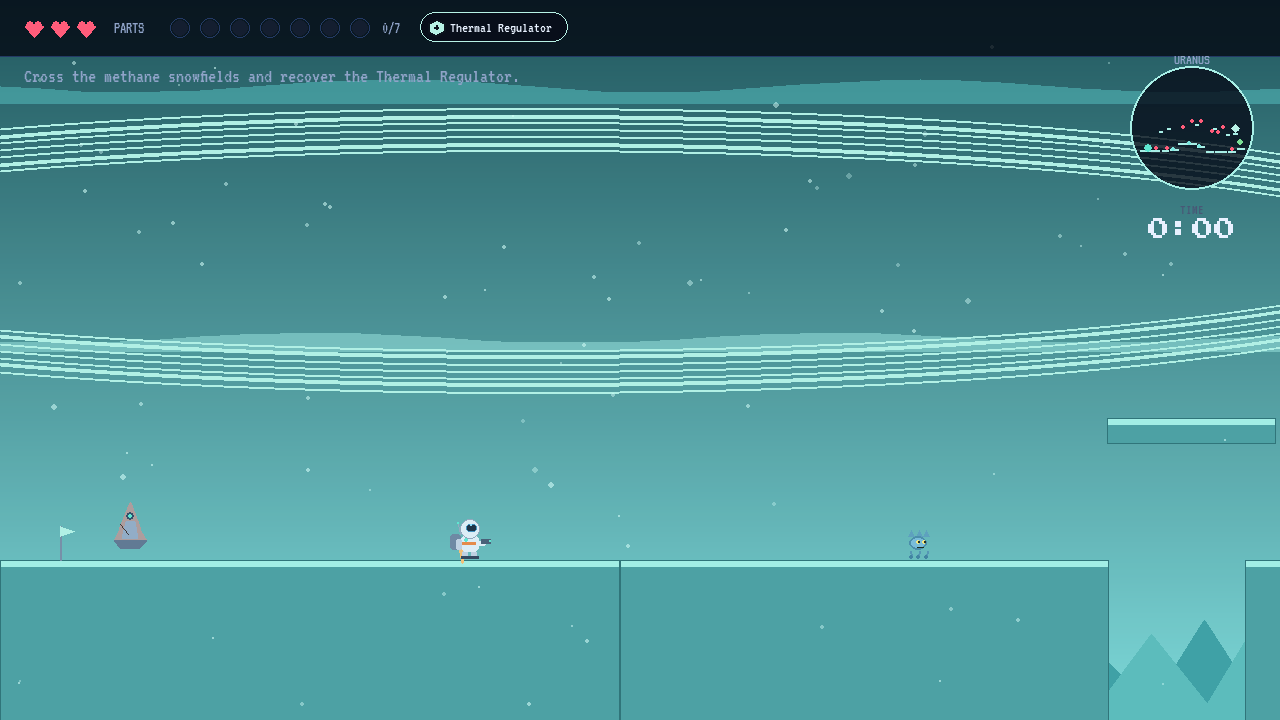 PARTS 0/7 Thermal Regulator
Cross the methane snowfields and recover the Thermal Regulator.
URANUS
TIME
0:00